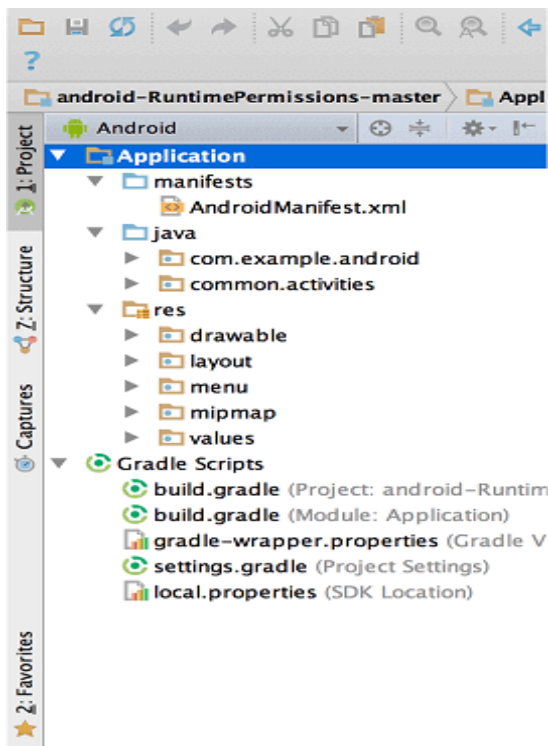 ?
android-RuntimePermissions-master
Appl
Android
1: Project
Application
manifests
AndroidManifest.xml
java
com.example.android
common.activities
res
drawable
layout
menu
mipmap
values
Gradle Scripts
build.gradle (Project: android-Runtim
build.gradle (Module: Application)
gradle-wrapper.properties (Gradle V
settings.gradle (Project Settings)
local.properties (SDK Location)
Z: Structure
Captures
2: Favorites